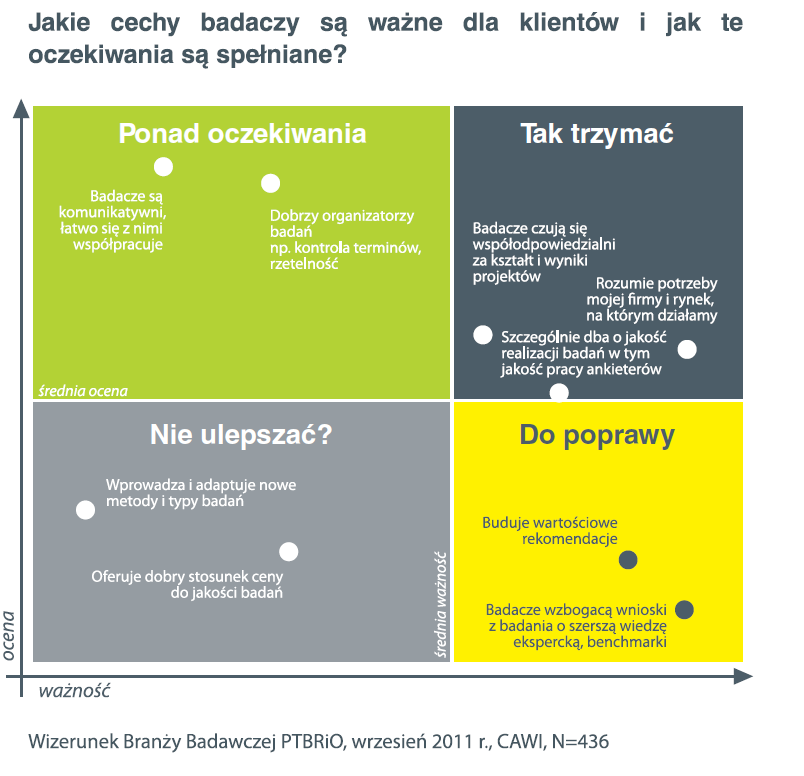 Jakie cechy badaczy są ważne dla klientów i jak te
oczekiwania są spełniane?
Ponad oczekiwania
Badacze są
komunikatywni,
łatwo się z nimi
współpracuje
Dobrzy organizatorzy
badań
np. kontrola terminów,
rzetelność
średnia ocena
Tak trzymać
Badacze czują się
współodpowiedzialni
za kształt i wyniki
projektów
Rozumie potrzeby
mojej firmy i rynek,
na którym działamy
Szczególnie dba o jakość
realizacji badań w tym
jakość pracy ankieterów
Nie ulepszać?
Wprowadza i adaptuje nowe
metody i typy badań
Oferuje dobry stosunek ceny
do jakości badań
średnia ważność
Do poprawy
Buduje wartościowe
rekomendacje
Badacze wzbogacą wnioski
z badania o szerszą wiedzę
ekspercką, benchmarki
ocena
ważność
Wizerunek Branży Badawczej PTBRiO, wrzesień 2011 r., CAWI, N=436